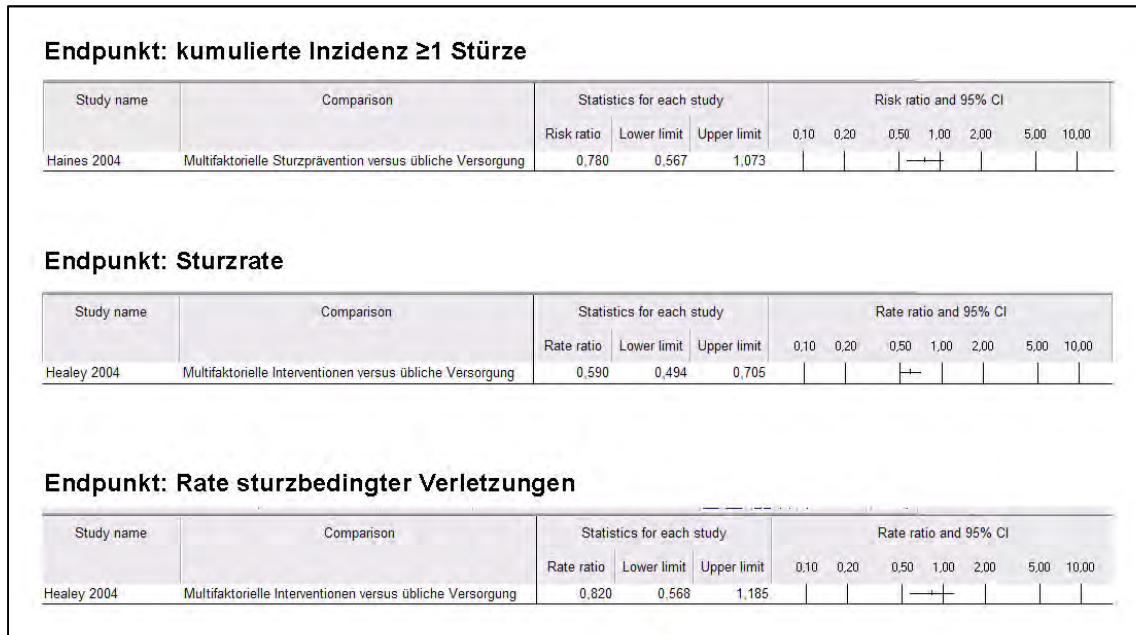 Endpunkt: kumulierte Inzidenz ≥1 Stürze
Study name Comparison Statistics for each study Risk ratio and 95% CI
Risk ratio Lower limit Upper limit 0,10 0,20 0,50 1,00 2,00 5,00 10,00
Haines 2004 Multifaktorielle Sturzprävention versus übliche Versorgung 0,780 0,567 1,073
Endpunkt: Sturzrate
Study name Comparison Statistics for each study Rate ratio and 95% CI
Rate ratio Lower limit Upper limit 0,10 0,20 0,50 1,00 2,00 5,00 10,00
Healey 2004 Multifaktorielle Interventionen versus übliche Versorgung 0,590 0,494 0,705
Endpunkt: Rate sturzbedingter Verletzungen
Study name Comparison Statistics for each study Rate ratio and 95% CI
Rate ratio Lower limit Upper limit 0,10 0,20 0,50 1,00 2,00 5,00 10,00
Healey 2004 Multifaktorielle Interventionen versus übliche Versorgung 0,820 0,568 1,185